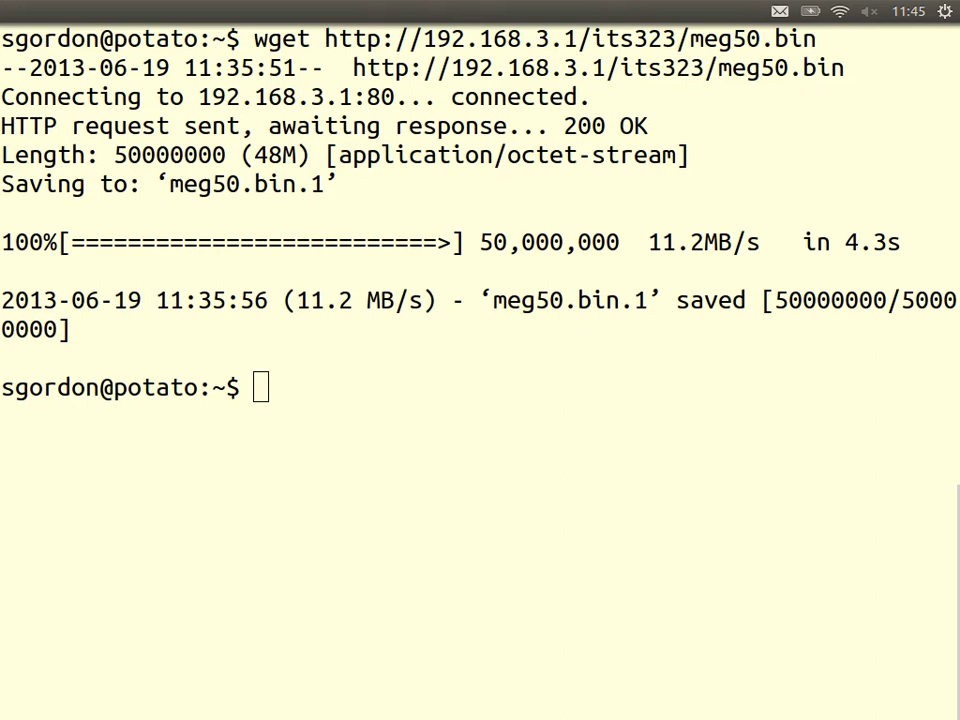 11:45
sgordon@potato:~$ wget http://192.168.3.1/its323/meg50.bin
--2013-06-19 11:35:51--  http://192.168.3.1/its323/meg50.bin
Connecting to 192.168.3.1:80... connected.
HTTP request sent, awaiting response... 200 OK
Length: 50000000 (48M) [application/octet-stream]
Saving to: ‘meg50.bin.1’
100%[==========================>] 50,000,000  11.2MB/s   in 4.3s
2013-06-19 11:35:56 (11.2 MB/s) - ‘meg50.bin.1’ saved [50000000/5000
0000]
sgordon@potato:~$